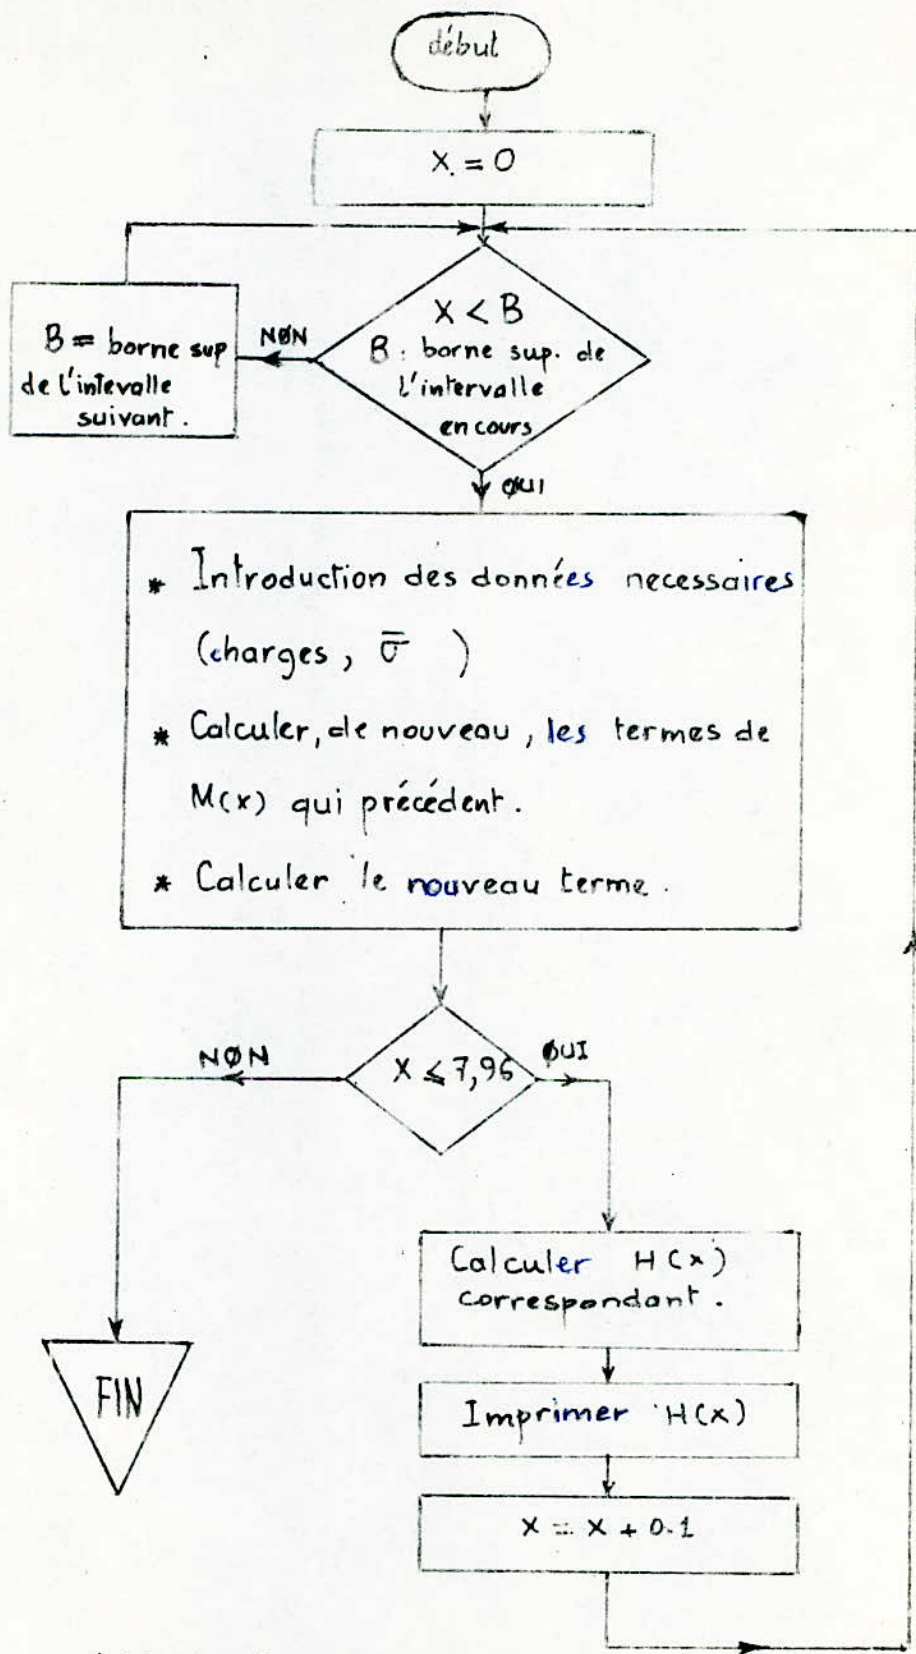 début
X = 0
X < B
B : borne sup. de
l'intervalle
en cours
NØN
B = borne sup
de l'intevalle
suivant.
ØUI
* Introduction des données necessaires
(charges, σ̅ )
* Calculer, de nouveau, les termes de
M(x) qui précédent.
* Calculer le nouveau terme.
X ≤ 7,96
NØN
ØUI
FIN
Calculer H(x)
correspondant.
Imprimer H(x)
X = X + 0.1